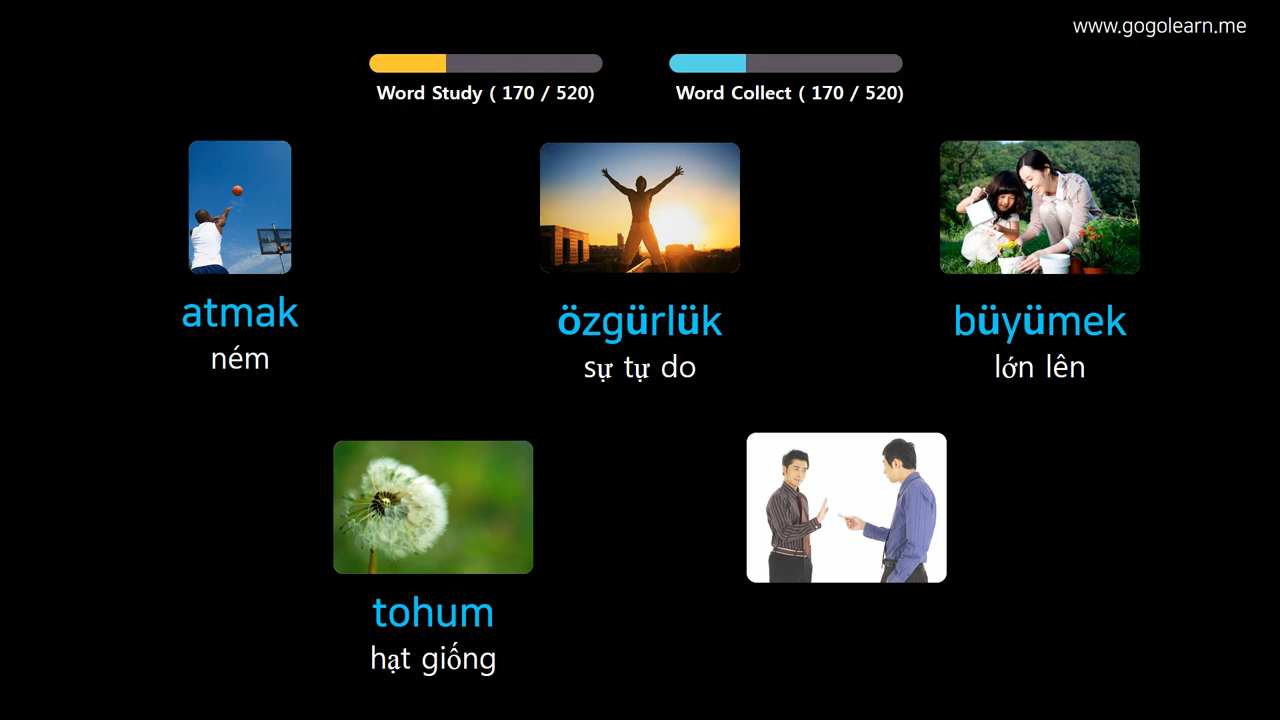 www.gogolearn.me
Word Study ( 170 / 520)
Word Collect ( 170 / 520)
atmak
ném
özgürlük
sự tự do
büyümek
lớn lên
tohum
hạt giống